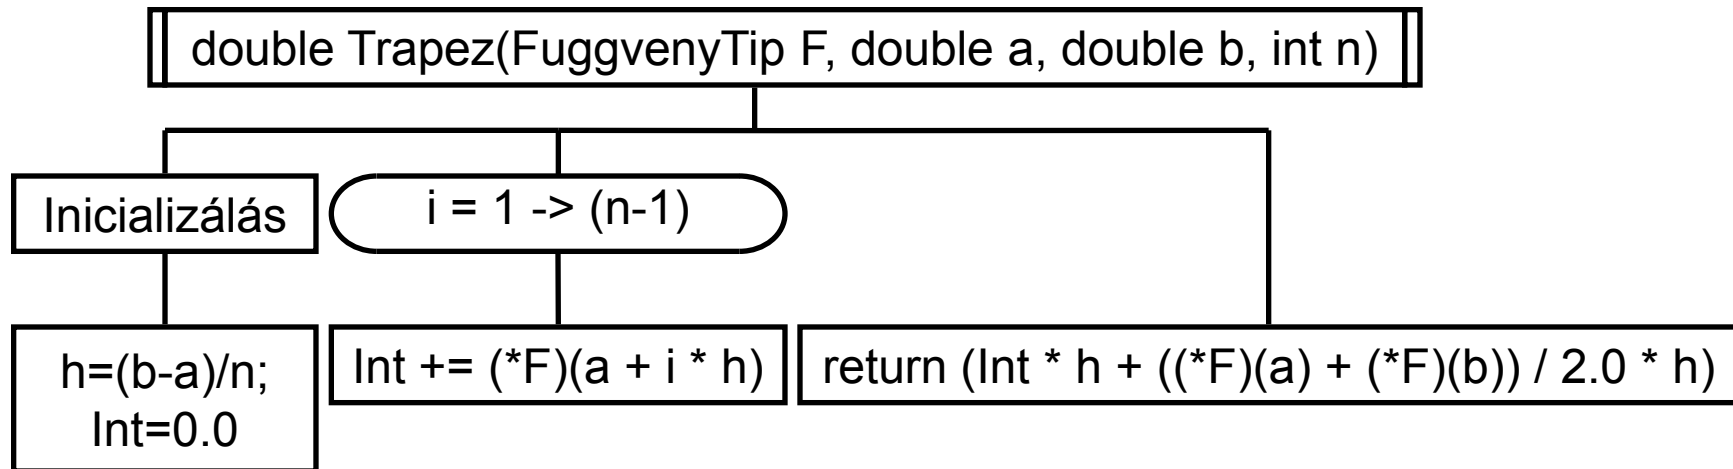 double Trapez(FuggvenyTip F, double a, double b, int n)
Inicializálás
i = 1 -> (n-1)
h=(b-a)/n;
Int=0.0
Int += (*F)(a + i * h)
return (Int * h + ((*F)(a) + (*F)(b)) / 2.0 * h)